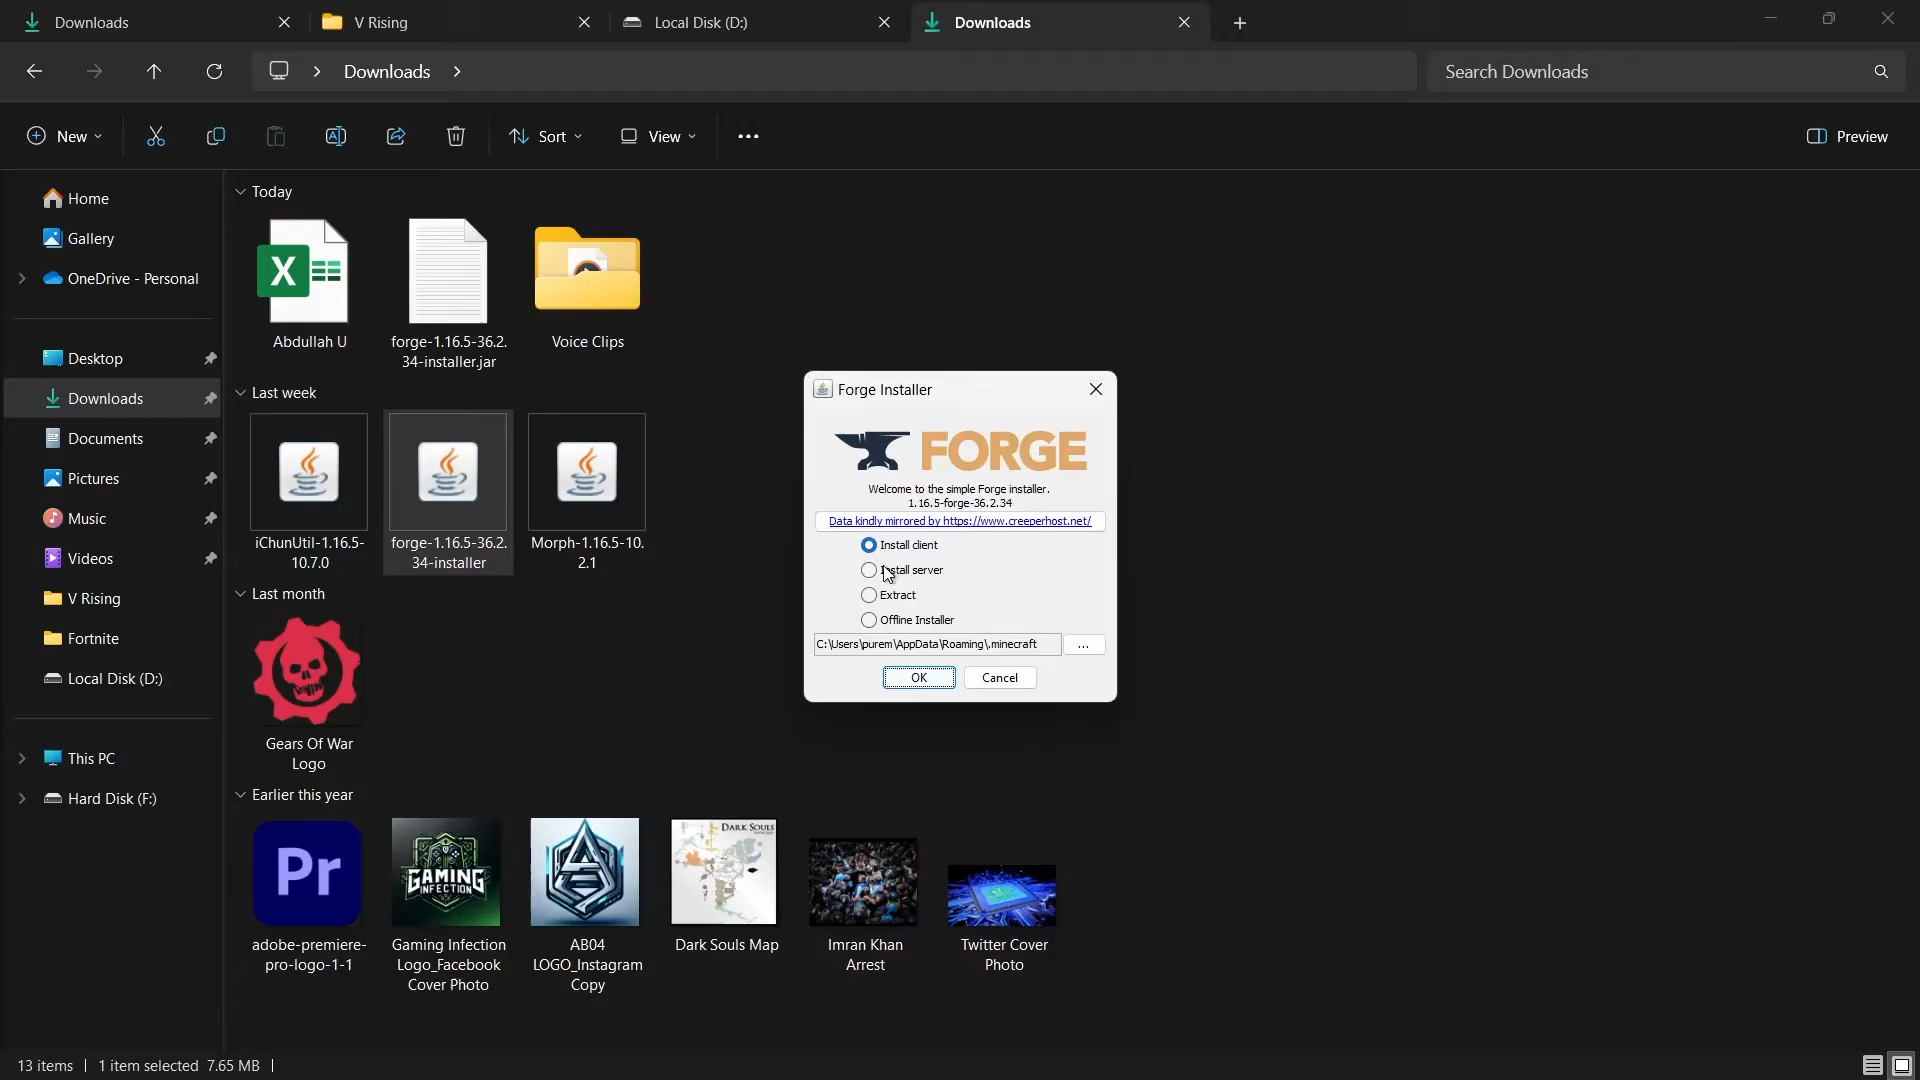 Downloads
V Rising
Local Disk (D:)
Downloads
Downloads
Search Downloads
New
Sort
View
Preview
Home
Gallery
OneDrive - Personal
Desktop
Downloads
Documents
Pictures
Music
Videos
V Rising
Fortnite
Local Disk (D:)
This PC
Hard Disk (F:)
Today
Abdullah U
forge-1.16.5-36.2.
34-installer.jar
Voice Clips
Last week
iChunUtil-1.16.5-
10.7.0
forge-1.16.5-36.2.
34-installer
Morph-1.16.5-10.
2.1
Last month
Gears Of War
Logo
Earlier this year
Pr
adobe-premiere-
pro-logo-1-1
GAMING
INFECTION
Gaming Infection
Logo_Facebook
Cover Photo
AB04
LOGO_Instagram
Copy
DARK SOULS
Dark Souls Map
Imran Khan
Arrest
Twitter Cover
Photo
Forge Installer
FORGE
Welcome to the simple Forge installer.
1.16.5-forge-36.2.34
Data kindly mirrored by https://www.creeperhost.net/
Install client
Install server
Extract
Offline Installer
C:\Users\purem\AppData\Roaming\.minecraft
...
OK
Cancel
13 items
1 item selected 7.65 MB